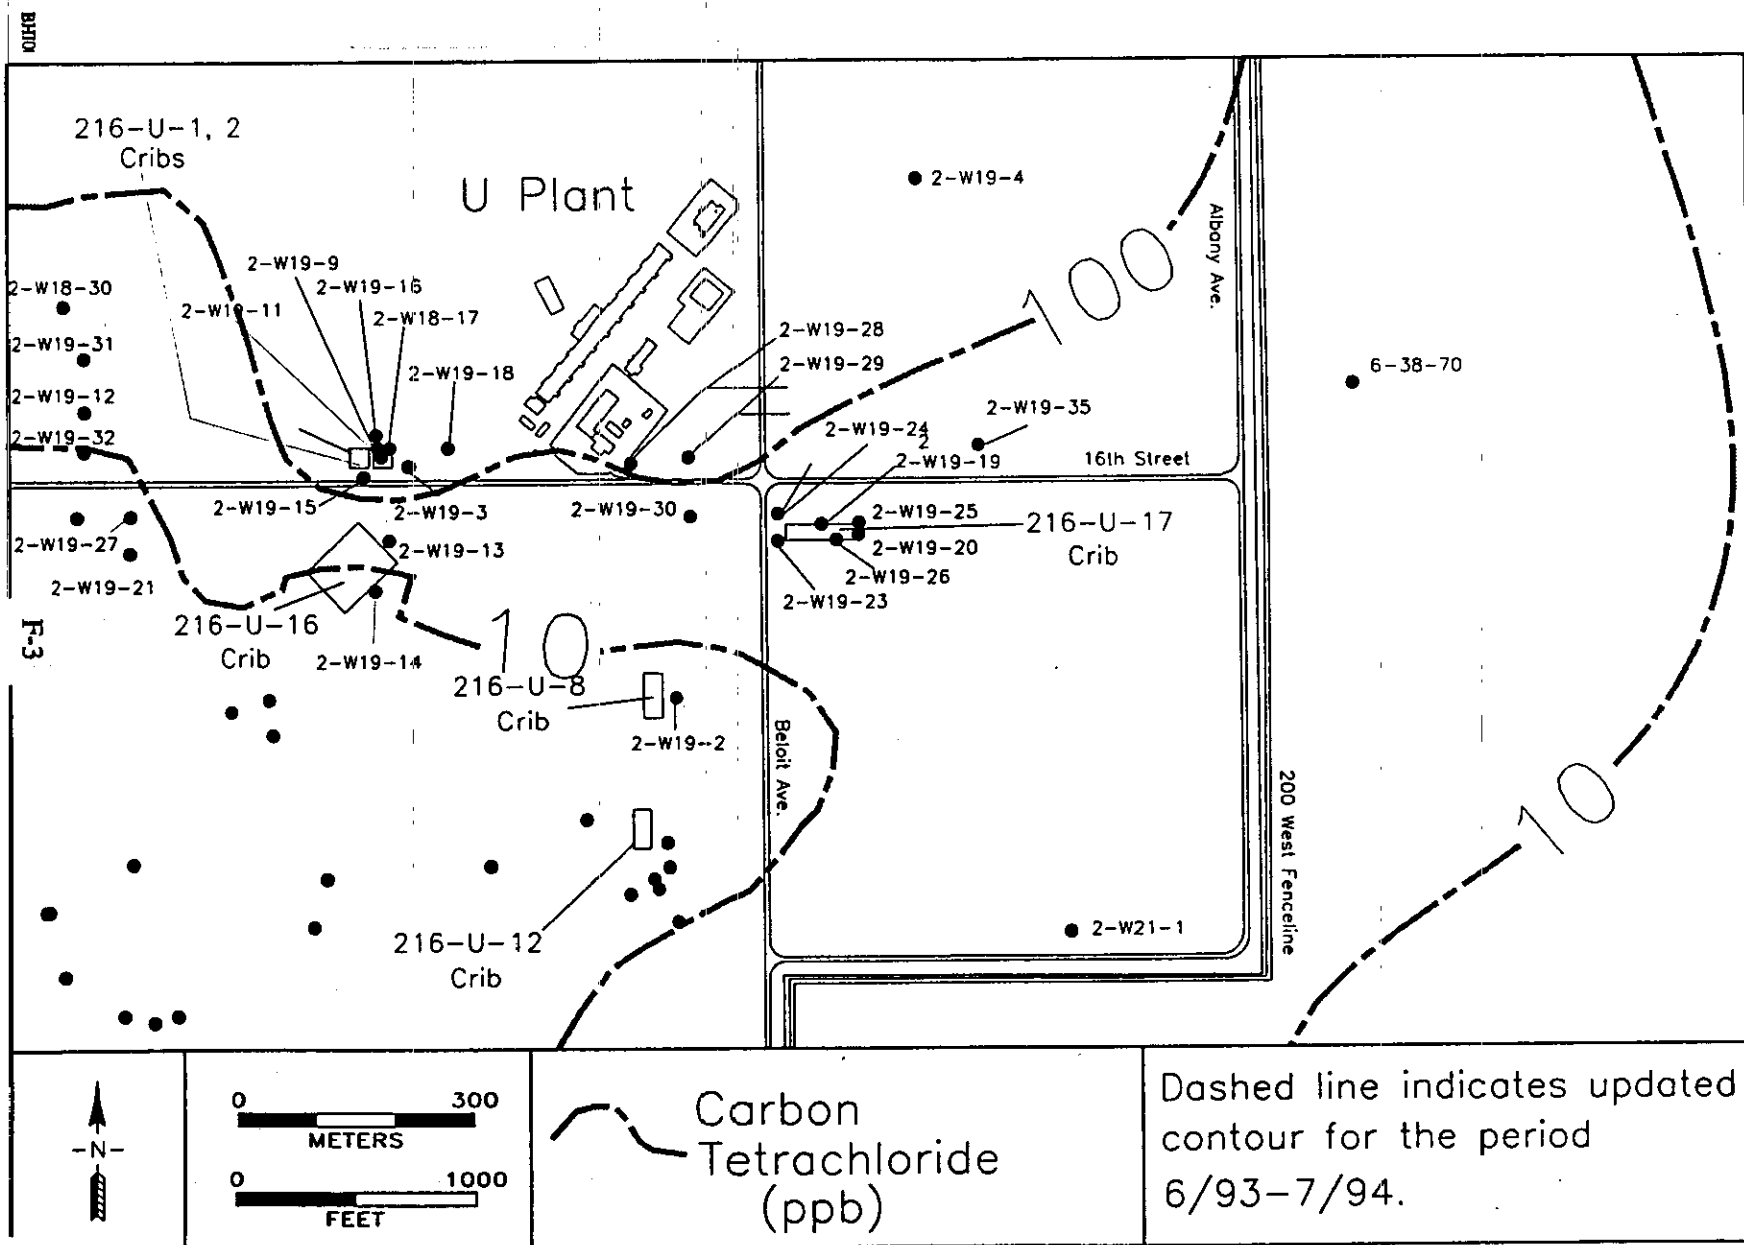 BHI01
216-U-1, 2
Cribs
U Plant
2-W19-4
Albany Ave.
100
2-W19-9
2-W19-16
2-W19-11
2-W18-17
2-W18-30
2-W19-31
2-W19-12
2-W19-32
2-W19-18
2-W19-28
2-W19-29
6-38-70
2-W19-35
2-W19-24
2
2-W19-19
16th Street
2-W19-15
2-W19-3
2-W19-30
2-W19-25
216-U-17
Crib
2-W19-27
2-W19-13
2-W19-20
2-W19-21
2-W19-26
2-W19-23
F-3
216-U-16
Crib
2-W19-14
10
216-U-8
Crib
2-W19-2
Beloit Ave.
200 West Fenceline
10
216-U-12
Crib
2-W21-1
-N-
0 300
METERS
0 1000
FEET
Carbon
Tetrachloride
(ppb)
Dashed line indicates updated
contour for the period
6/93-7/94.